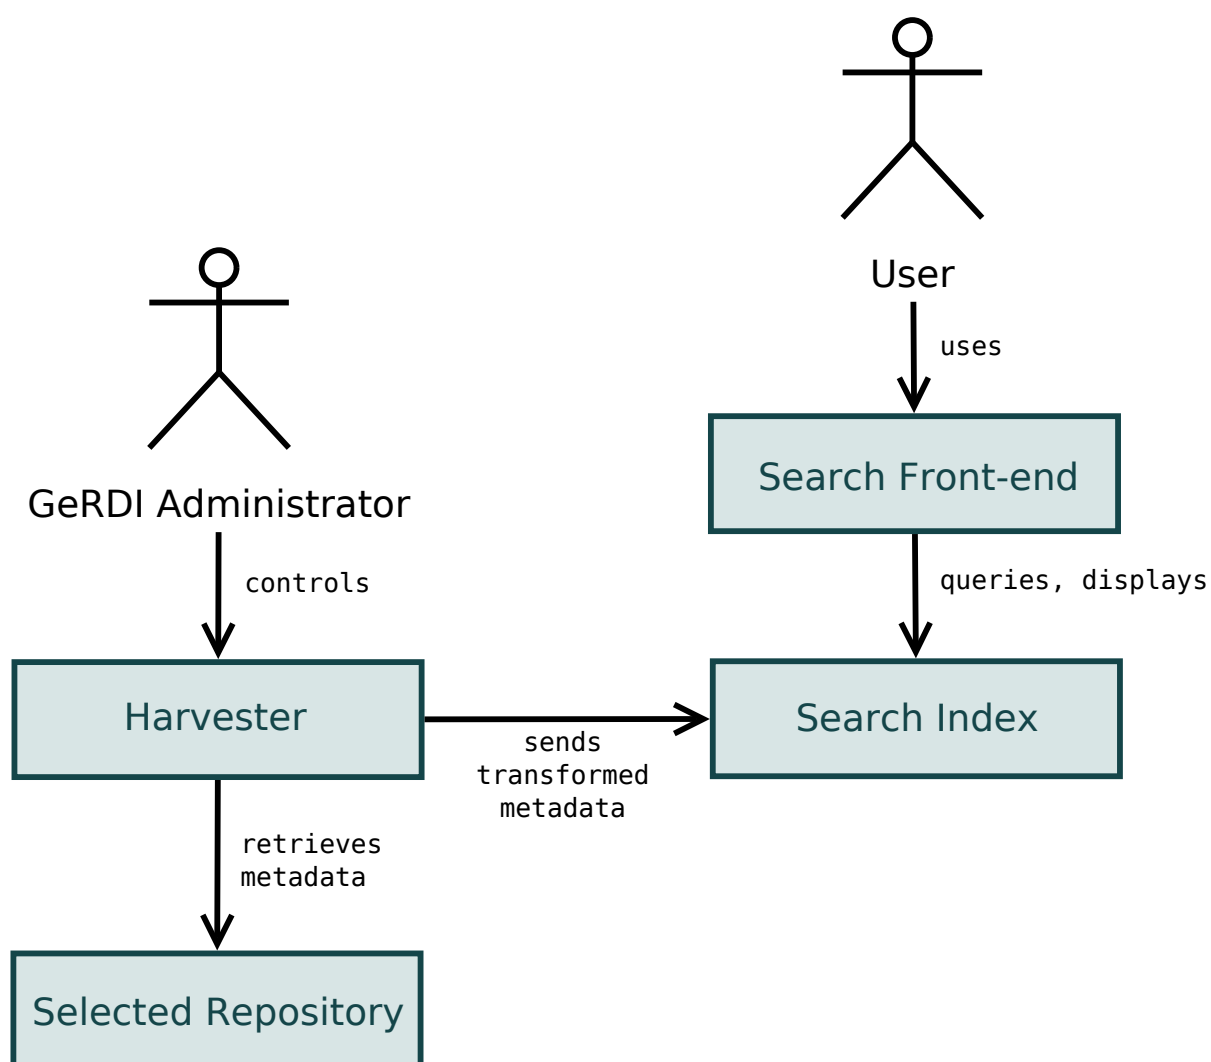 User
uses
Search Front-end
GeRDI Administrator
controls
queries, displays
Harvester
Search Index
sends
transformed
metadata
retrieves
metadata
Selected Repository